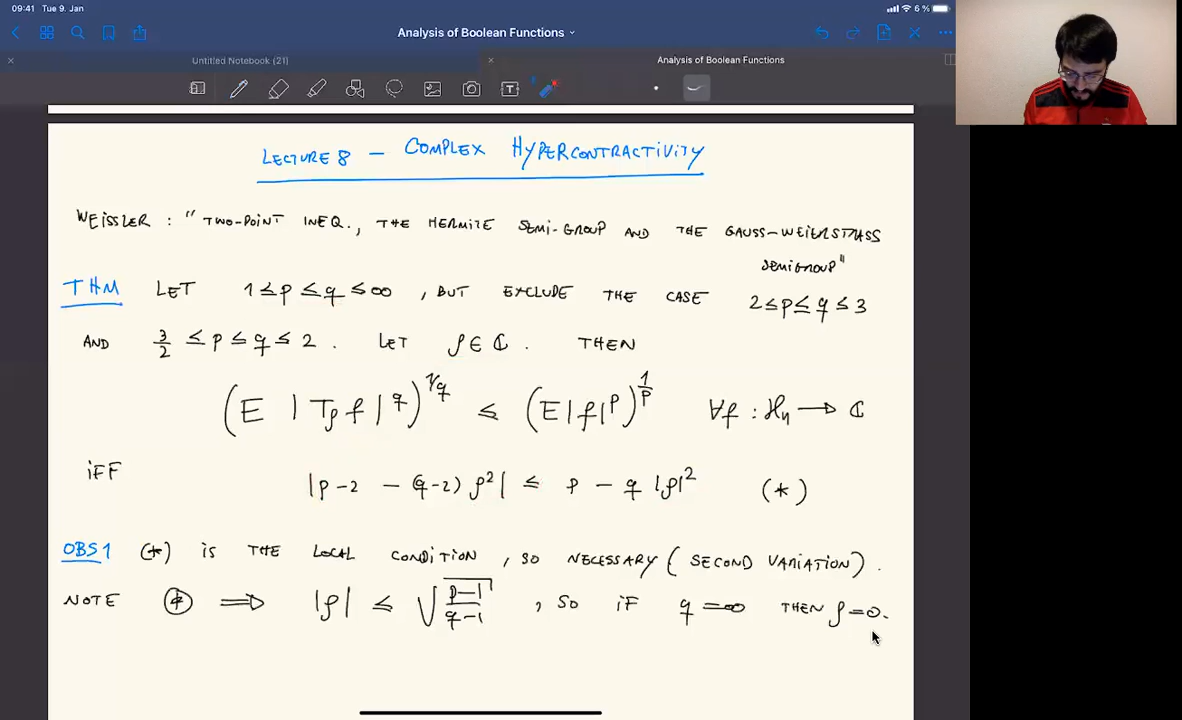 09:41 Tue 9. Jan
6 %
Analysis of Boolean Functions
Untitled Notebook (21)
Analysis of Boolean Functions
LECTURE 8 – COMPLEX HYPERCONTRACTIVITY
WEISSLER : " TWO-POINT INEQ., THE HERMITE SEMI-GROUP AND THE GAUSS-WEIERSTRASS
SEMIGROUP"
THM LET 1 ≤ p ≤ q ≤ ∞ , BUT EXCLUDE THE CASE 2 ≤ p ≤ q ≤ 3
AND 3/2 ≤ p ≤ q ≤ 2 . LET ρ ∈ ℂ . THEN
(E |T_ρ f|^q)^{1/q} ≤ (E|f|^p)^{1/p} ∀f : H_n → ℂ
IFF
|p-2 - (q-2) ρ²| ≤ p - q |ρ|² (*)
OBS1 (*) IS THE LOCAL CONDITION , SO NECESSARY ( SECOND VARIATION) .
NOTE (*) ⟹ |ρ| ≤ √((p-1)/(q-1)) , SO IF q = ∞ THEN ρ = 0.